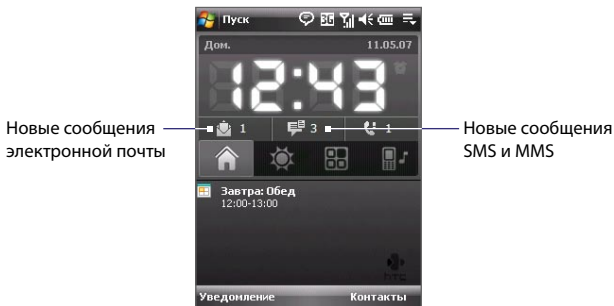 Пуск
Дом. 11.05.07
12:43
1 3 1
Новые сообщения
электронной почты
Новые сообщения
SMS и MMS
Завтра: Обед
12:00-13:00
hTC
Уведомление Контакты